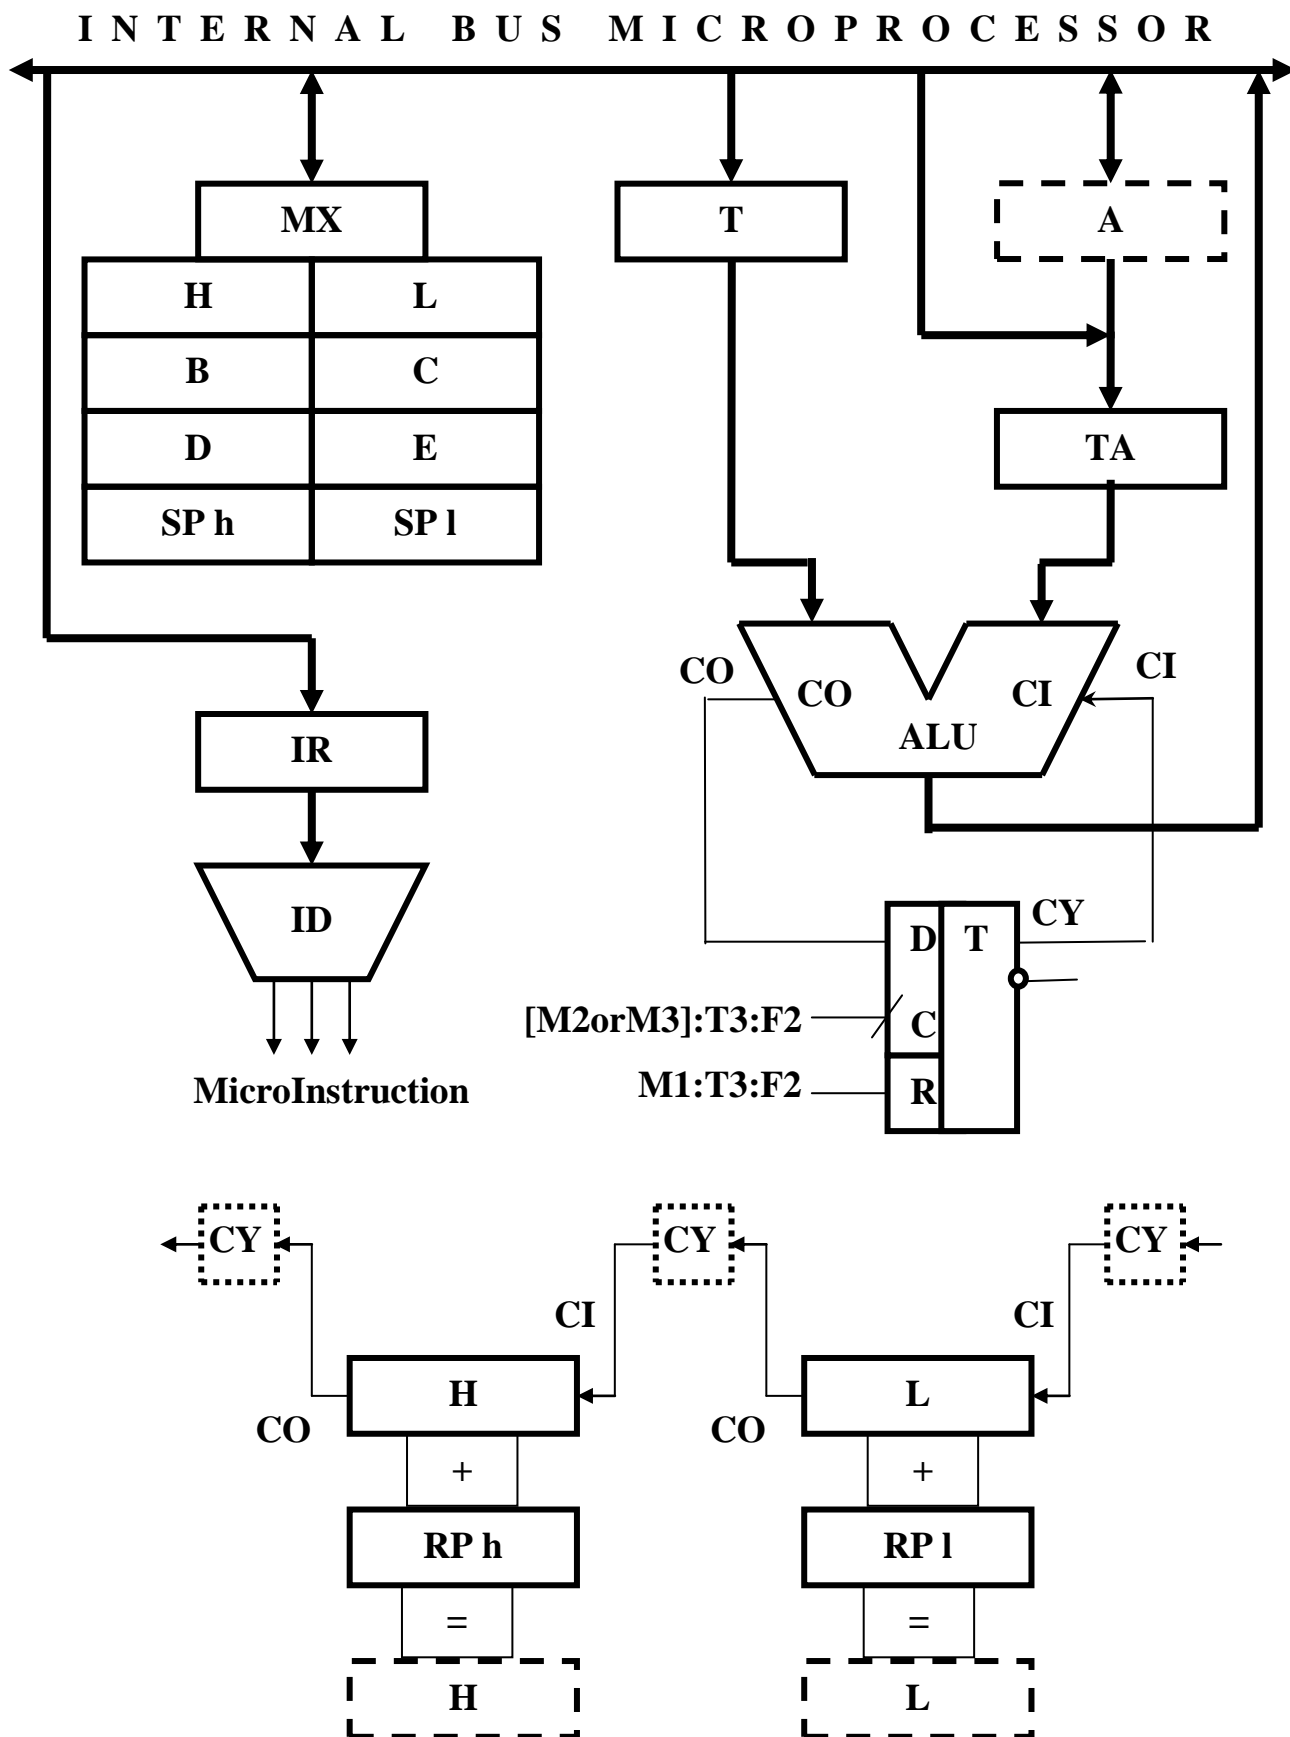 INTERNAL BUS MICROPROCESSOR
MX T A
H L
B C
D E TA
SP h SP l
CO CO CI CI
IR ALU
ID CY
D T
[M2orM3]:T3:F2 C
MicroInstruction M1:T3:F2 R
CY CY CY
CI CI
H L
CO CO
+ +
RP h RP l
= =
H L